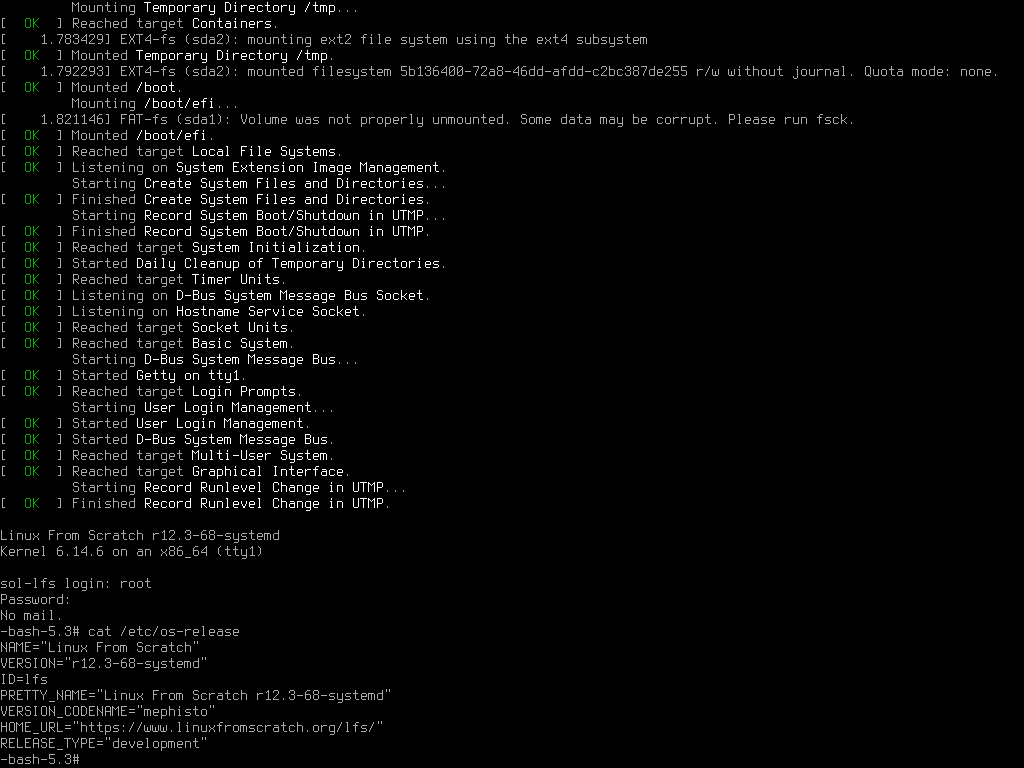 Mounting Temporary Directory /tmp...
[  OK  ] Reached target Containers.
[    1.783429] EXT4-fs (sda2): mounting ext2 file system using the ext4 subsystem
[  OK  ] Mounted Temporary Directory /tmp.
[    1.792293] EXT4-fs (sda2): mounted filesystem 5b136400-72a8-46dd-afdd-c2bc387de255 r/w without journal. Quota mode: none.
[  OK  ] Mounted /boot.
         Mounting /boot/efi...
[    1.821146] FAT-fs (sda1): Volume was not properly unmounted. Some data may be corrupt. Please run fsck.
[  OK  ] Mounted /boot/efi.
[  OK  ] Reached target Local File Systems.
[  OK  ] Listening on System Extension Image Management.
         Starting Create System Files and Directories...
[  OK  ] Finished Create System Files and Directories.
         Starting Record System Boot/Shutdown in UTMP...
[  OK  ] Finished Record System Boot/Shutdown in UTMP.
[  OK  ] Reached target System Initialization.
[  OK  ] Started Daily Cleanup of Temporary Directories.
[  OK  ] Reached target Timer Units.
[  OK  ] Listening on D-Bus System Message Bus Socket.
[  OK  ] Listening on Hostname Service Socket.
[  OK  ] Reached target Socket Units.
[  OK  ] Reached target Basic System.
         Starting D-Bus System Message Bus...
[  OK  ] Started Getty on tty1.
[  OK  ] Reached target Login Prompts.
         Starting User Login Management...
[  OK  ] Started User Login Management.
[  OK  ] Started D-Bus System Message Bus.
[  OK  ] Reached target Multi-User System.
[  OK  ] Reached target Graphical Interface.
         Starting Record Runlevel Change in UTMP...
[  OK  ] Finished Record Runlevel Change in UTMP.

Linux From Scratch r12.3-68-systemd
Kernel 6.14.6 on an x86_64 (tty1)

sol-lfs login: root
Password:
No mail.
-bash-5.3# cat /etc/os-release
NAME="Linux From Scratch"
VERSION="r12.3-68-systemd"
ID=lfs
PRETTY_NAME="Linux From Scratch r12.3-68-systemd"
VERSION_CODENAME="mephisto"
HOME_URL="https://www.linuxfromscratch.org/lfs/"
RELEASE_TYPE="development"
-bash-5.3#